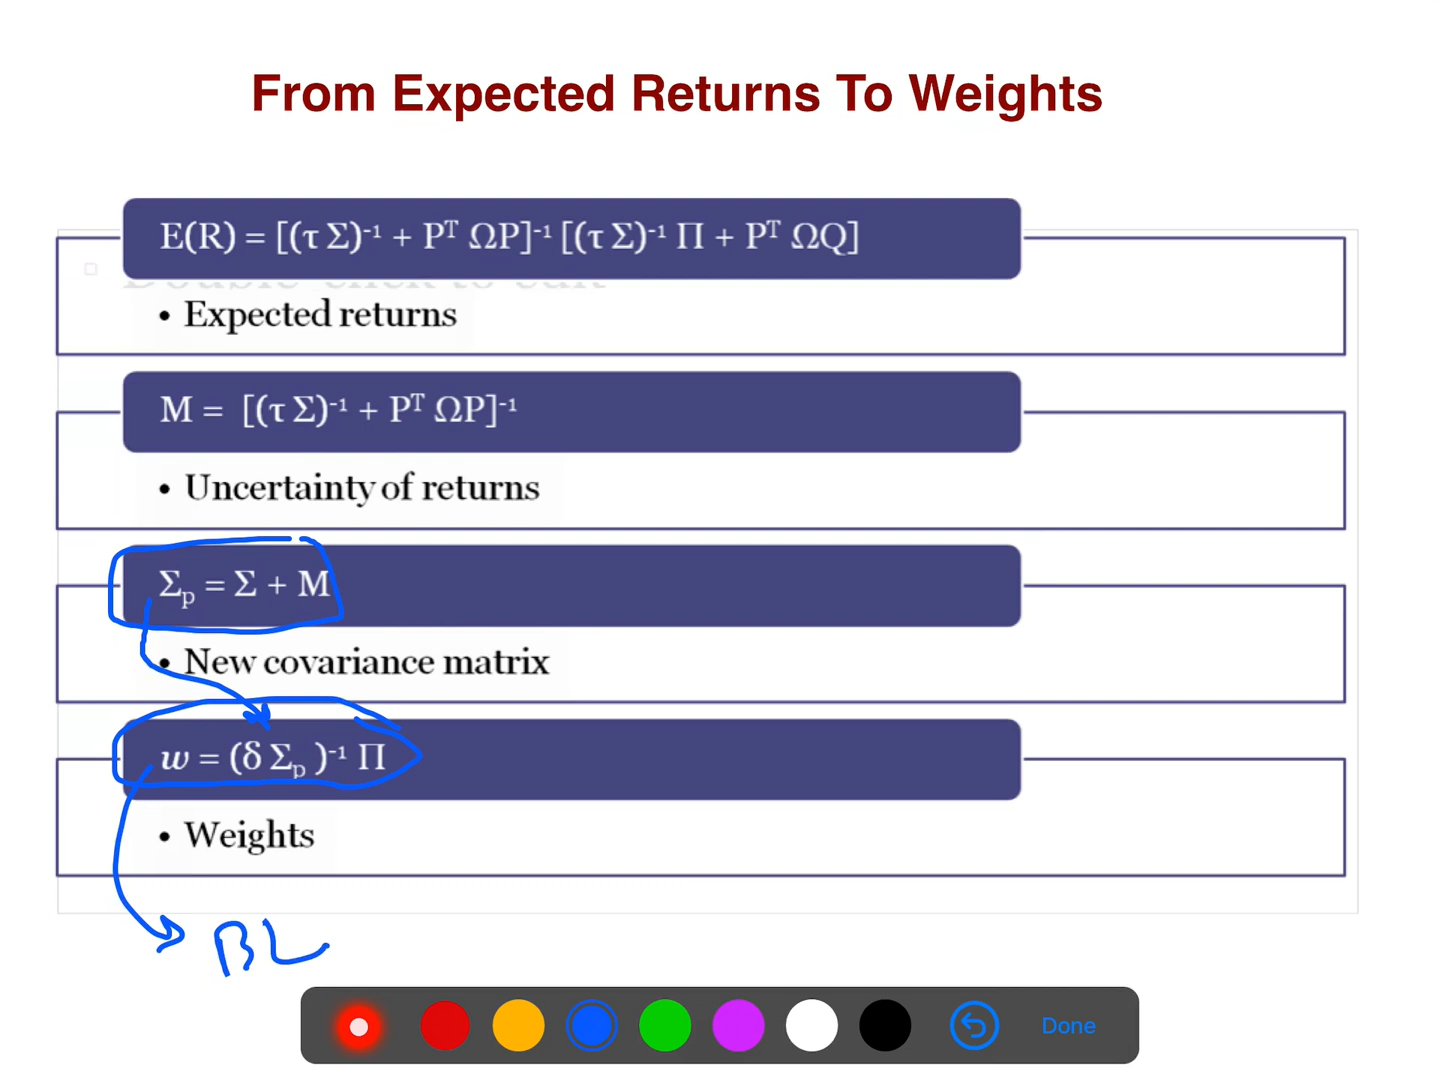 From Expected Returns To Weights
E(R) = [(τ Σ)⁻¹ + Pᵀ ΩP]⁻¹ [(τ Σ)⁻¹ Π + Pᵀ ΩQ]
• Expected returns
M = [(τ Σ)⁻¹ + Pᵀ ΩP]⁻¹
• Uncertainty of returns
Σₚ = Σ + M
• New covariance matrix
w = (δ Σₚ )⁻¹ Π
• Weights
BL
Done